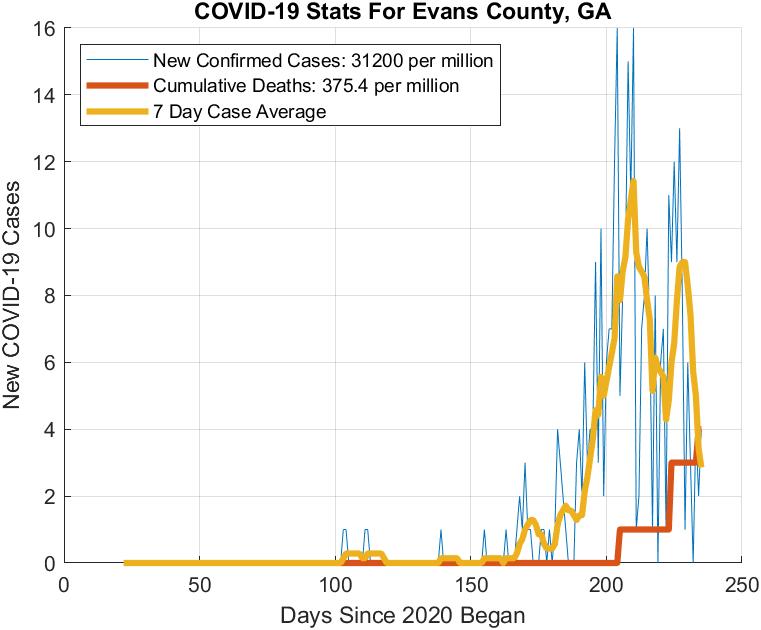 COVID-19 Stats For Evans County, GA
New Confirmed Cases: 31200 per million
Cumulative Deaths: 375.4 per million
7 Day Case Average
New COVID-19 Cases
16
14
12
10
8
6
4
2
0
0 50 100 150 200 250
Days Since 2020 Began